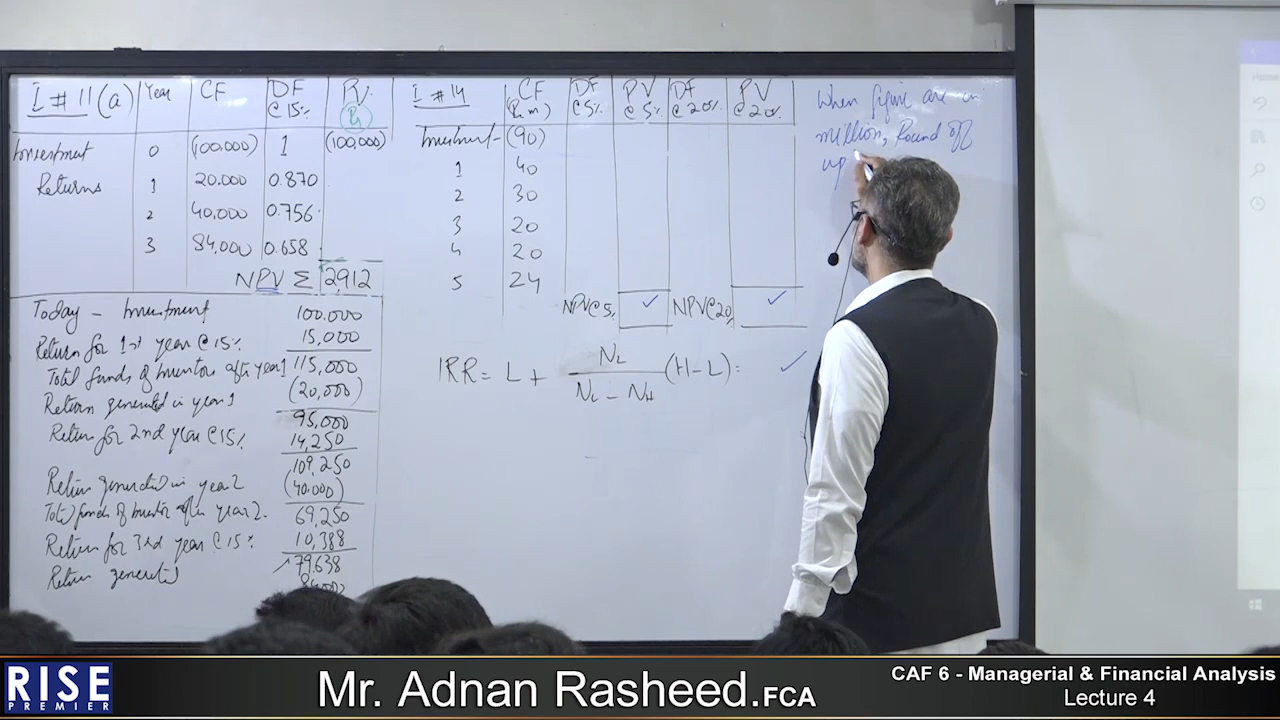 I # 11 (a) Year CF DF @ 15% PV
Rs
Investment 0 (100.000) 1 (100,000)
Returns 1 20.000 0.870
2 40,000 0.756
3 84,000 0.658
NPV Σ 2912
Today - Investment 100.000
Return for 1st year @ 15% 15,000
Total funds of Investors after year 1 115,000
Return generated in year 1 (20,000)
95,000
Return for 2nd year @ 15% 14,250
109,250
Return generated in year 2 (40.000)
Total funds of Investor after year 2 69,250
Return for 3rd year @ 15% 10,388
79,638
Return generated
I # 14 CF (Rs m) DF @ 5% PV @ 5% DF @ 20% PV @ 20%
Investment - (90)
1 40
2 30
3 20
4 20
5 24
NPV @ 5% ✓ NPV @ 20% ✓
IRR = L + NL / NL - NH (H - L) = ✓
When figure are in
million, Round off
up
RISE
PREMIER
Mr. Adnan Rasheed.FCA
CAF 6 - Managerial & Financial Analysis
Lecture 4